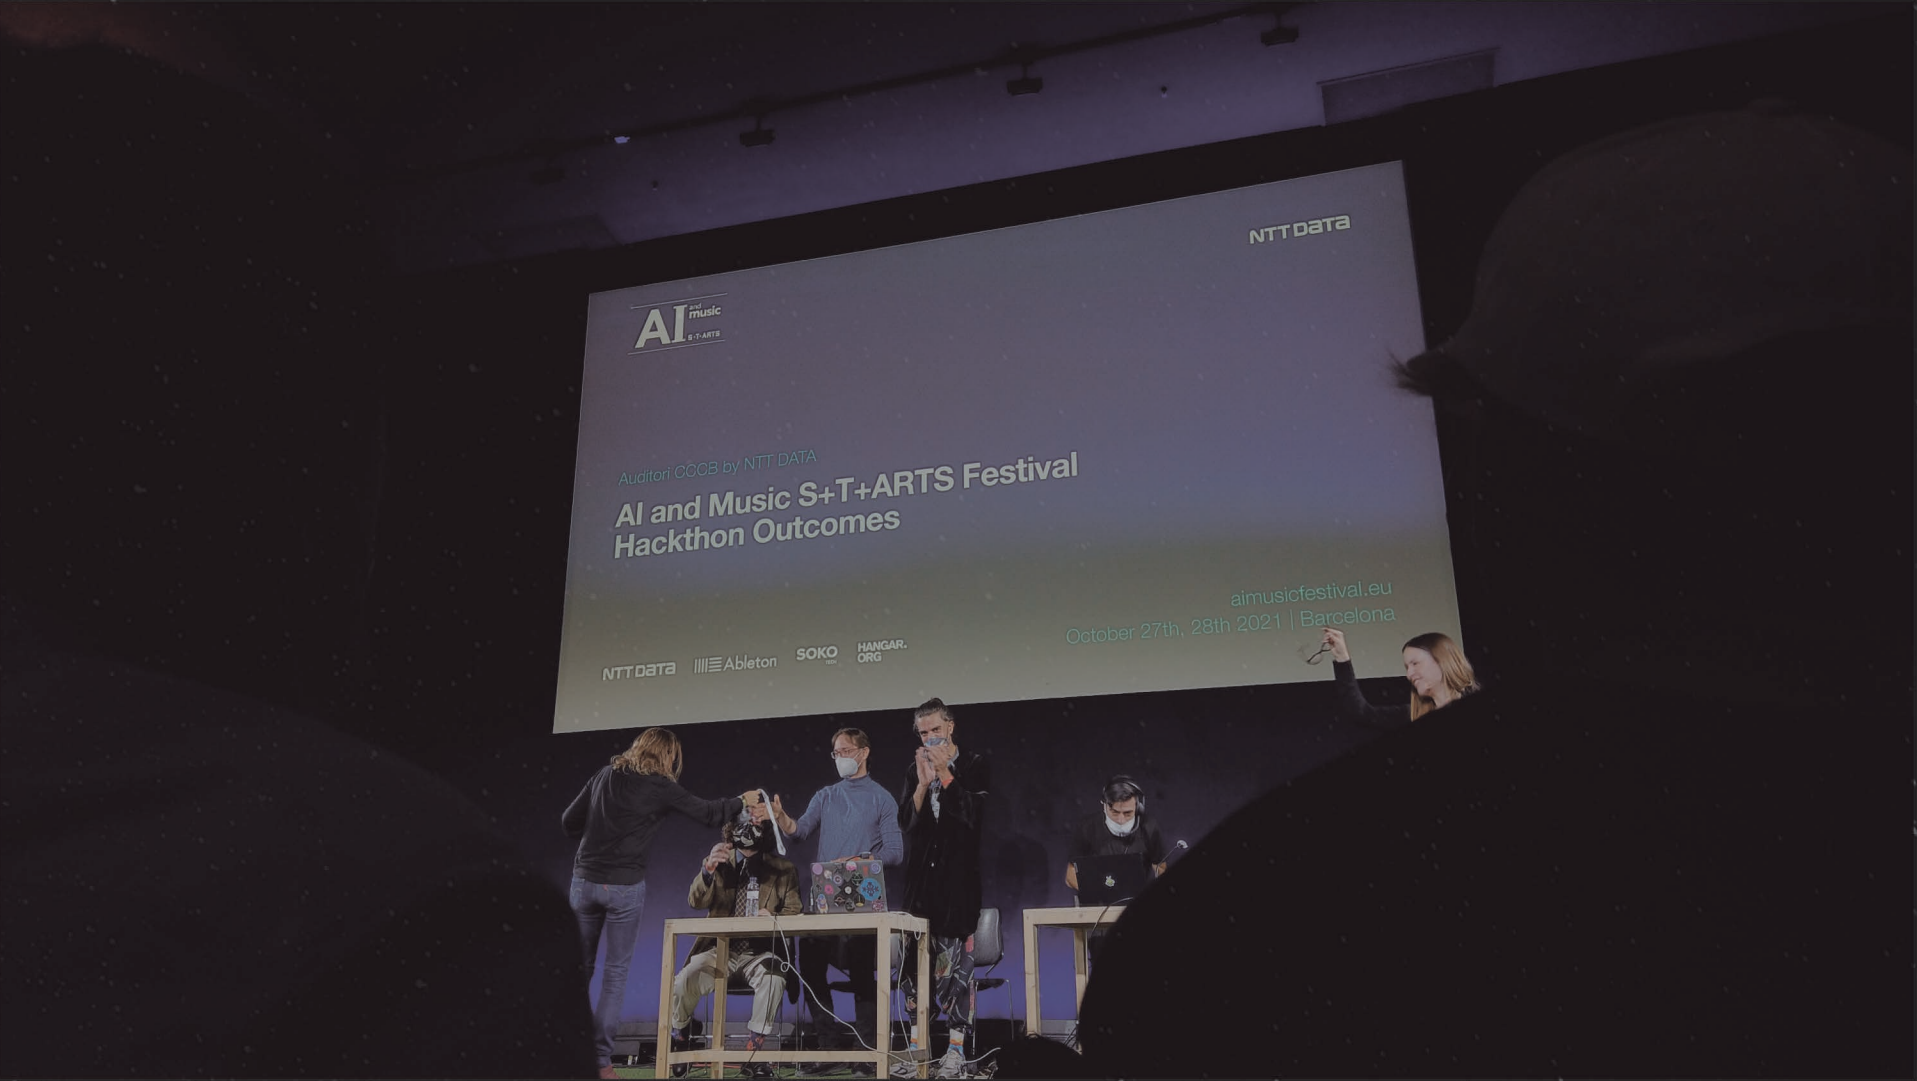 NTT DATA
AI and music
S+T+ARTS
Auditori CCCB by NTT DATA
AI and Music S+T+ARTS Festival
Hackthon Outcomes
aimusicfestival.eu
October 27th, 28th 2021 | Barcelona
NTT DATA Ableton SOKO TECH HANGAR.ORG